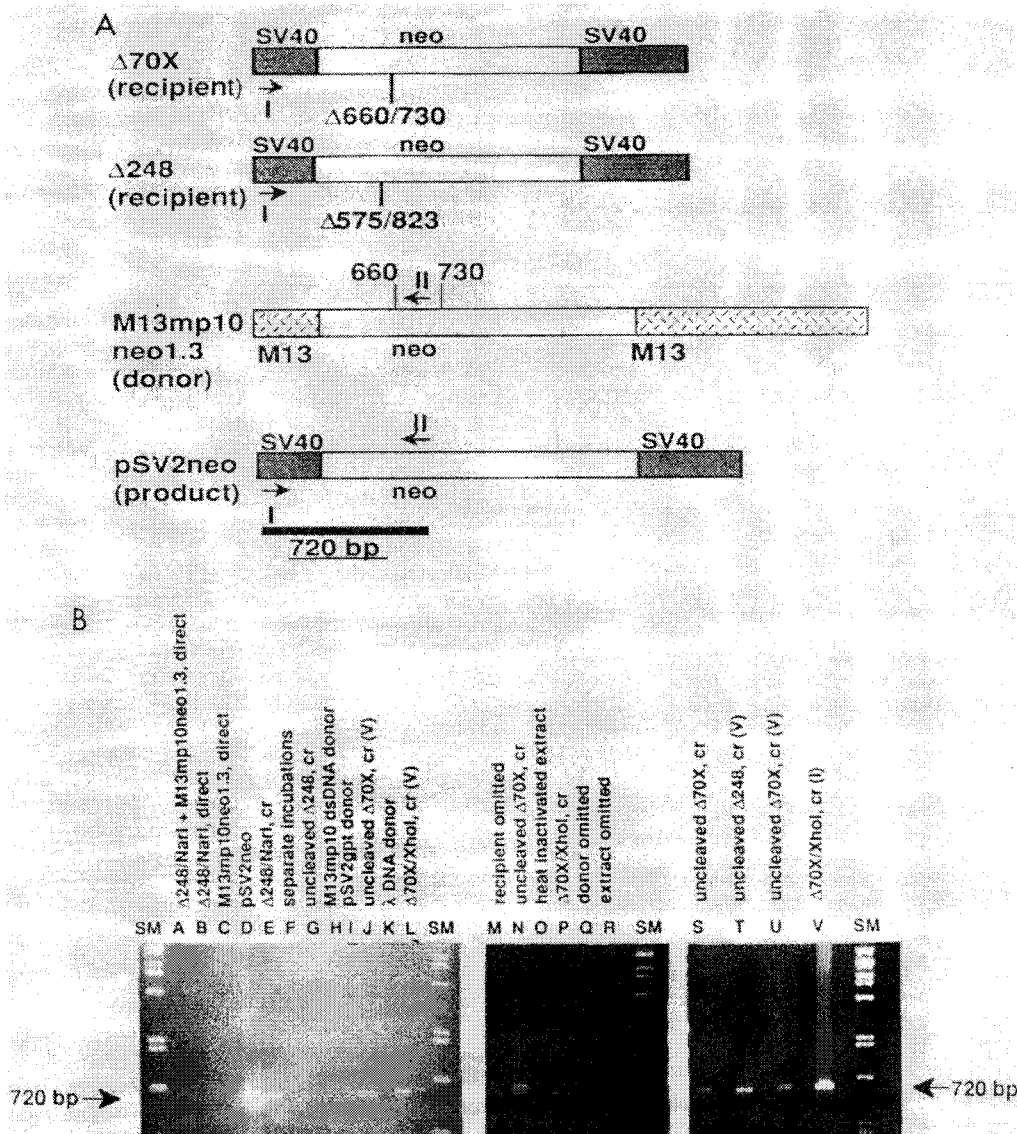 A
SV40 neo SV40
Δ70X
(recipient)
I
Δ660/730
SV40 neo SV40
Δ248
(recipient)
I
Δ575/823
660 II 730
M13mp10
neo1.3
(donor)
M13 neo M13
II
SV40 SV40
pSV2neo
(product)
neo
I
720 bp
B
Δ248/NarI + M13mp10neo1.3, direct
Δ248/NarI, direct
M13mp10neo1.3, direct
pSV2neo
Δ248/NarI, cr
separate incubations
uncleaved Δ248, cr
M13mp10 dsDNA donor
pSV2gpt donor
uncleaved Δ70X, cr (V)
λ DNA donor
Δ70X/XhoI, cr (V)
recipient omitted
uncleaved Δ70X, cr
heat inactivated extract
Δ70X/XhoI, cr
donor omitted
extract omitted
uncleaved Δ70X, cr
uncleaved Δ248, cr (V)
uncleaved Δ70X, cr (V)
Δ70X/XhoI, cr (I)
SM A B C D E F G H I J K L SM M N O P Q R SM S T U V SM
720 bp
720 bp